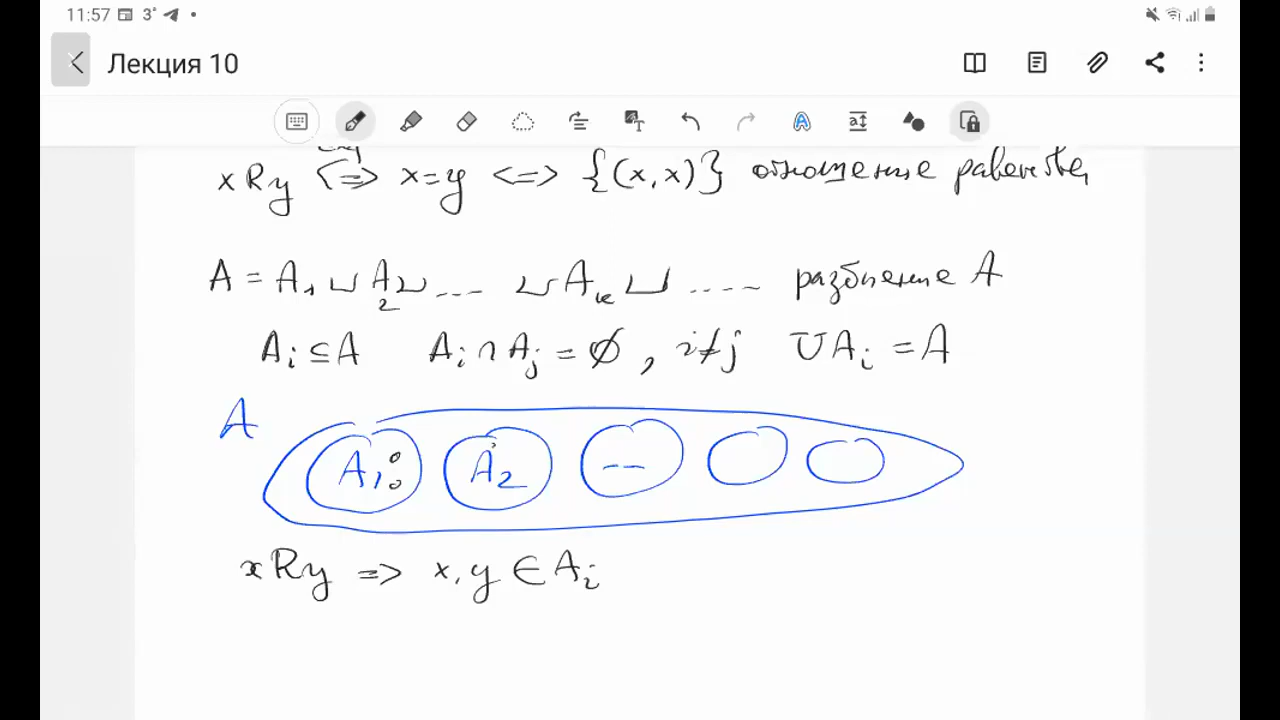 11:57 3°
Лекция 10
xRy <=> x=y <=> {(x,x)} отношение равенства
A = A₁ ⊔ A₂ ⊔ ... ⊔ Aₖ ⊔ .... разбиение A
Aᵢ ⊆ A Aᵢ ∩ Aⱼ = ∅, i≠j ∪Aᵢ = A
A
A₁ A₂ --
xRy => x,y ∈ Aᵢ